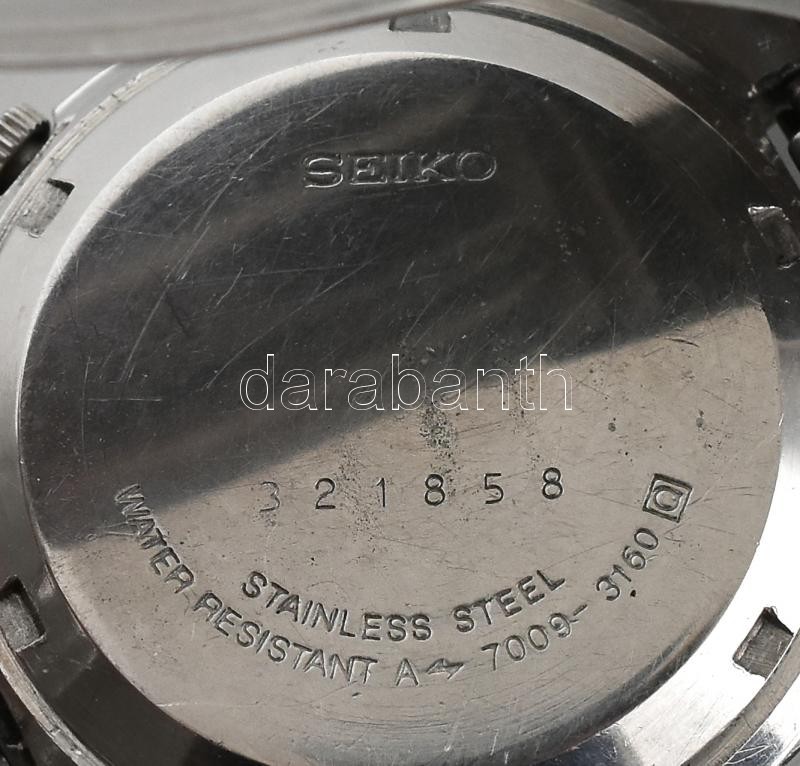 SEIKO
darabanth
321858
STAINLESS STEEL
WATER RESISTANT A 7009-3160 C